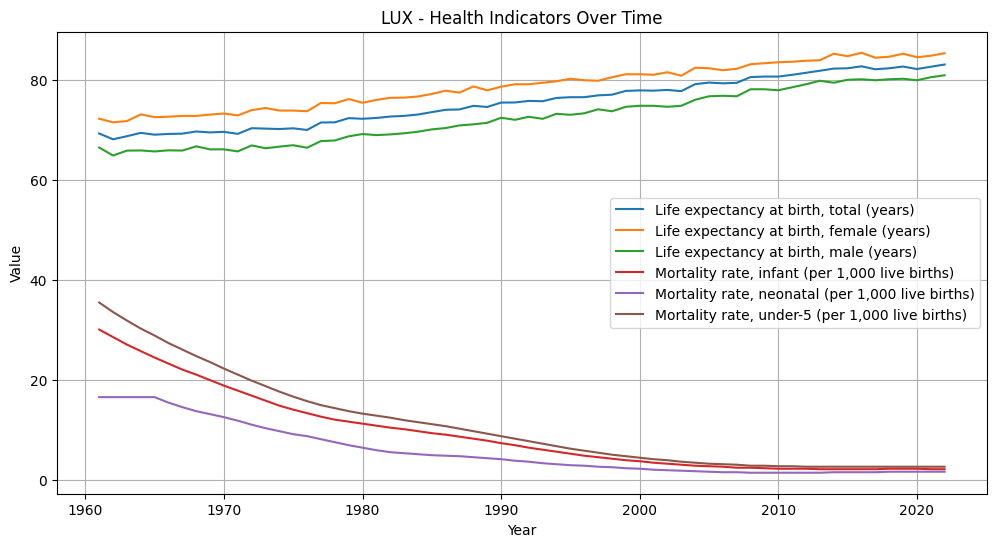 LUX - Health Indicators Over Time
80
60
40
20
0
Value
Life expectancy at birth, total (years)
Life expectancy at birth, female (years)
Life expectancy at birth, male (years)
Mortality rate, infant (per 1,000 live births)
Mortality rate, neonatal (per 1,000 live births)
Mortality rate, under-5 (per 1,000 live births)
1960 1970 1980 1990 2000 2010 2020
Year